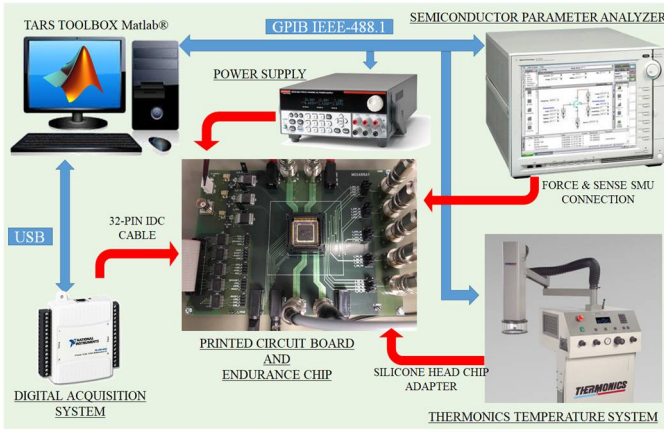 TARS TOOLBOX Matlab®
GPIB IEEE-488.1
SEMICONDUCTOR PARAMETER ANALYZER
POWER SUPPLY
FORCE & SENSE SMU
CONNECTION
32-PIN IDC
CABLE
USB
NATIONAL
INSTRUMENTS
PRINTED CIRCUIT BOARD
AND
ENDURANCE CHIP
SILICONE HEAD CHIP
ADAPTER
THERMONICS
DIGITAL ACQUISITION
SYSTEM
THERMONICS TEMPERATURE SYSTEM